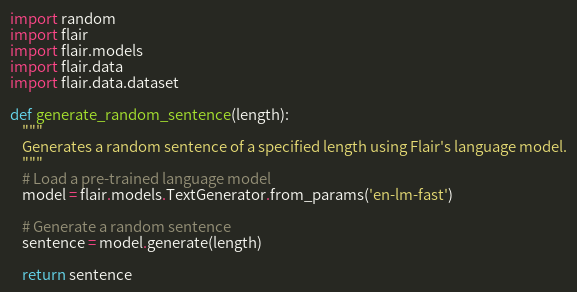 import random
import flair
import flair.models
import flair.data
import flair.data.dataset
def generate_random_sentence(length):
"""
Generates a random sentence of a specified length using Flair's language model.
"""
# Load a pre-trained language model
model = flair.models.TextGenerator.from_params('en-lm-fast')
# Generate a random sentence
sentence = model.generate(length)
return sentence